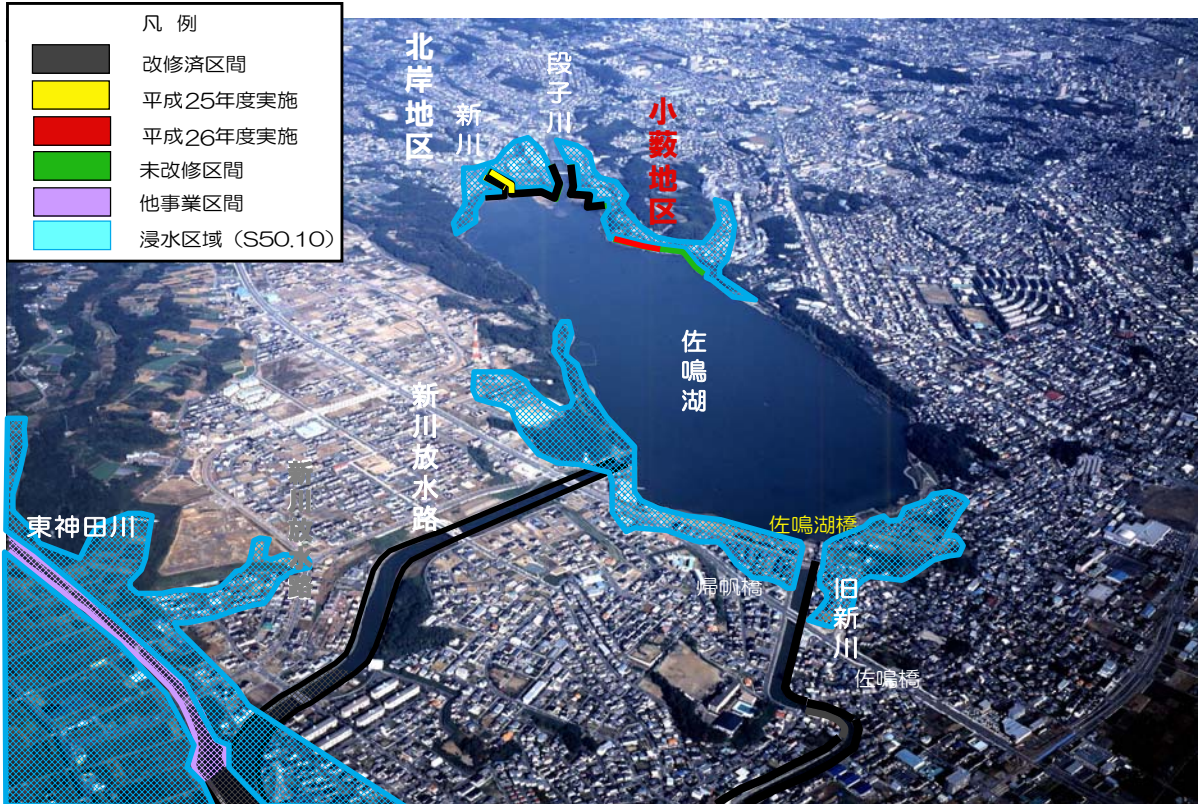 凡 例
改修済区間
平成25年度実施
平成26年度実施
未改修区間
他事業区間
浸水区域（S50.10）
北岸地区
新川
段子川
小薮地区
佐鳴湖
新川放水路
新川放水路
東神田川
佐鳴湖橋
帰帆橋
旧新川
佐鳴橋